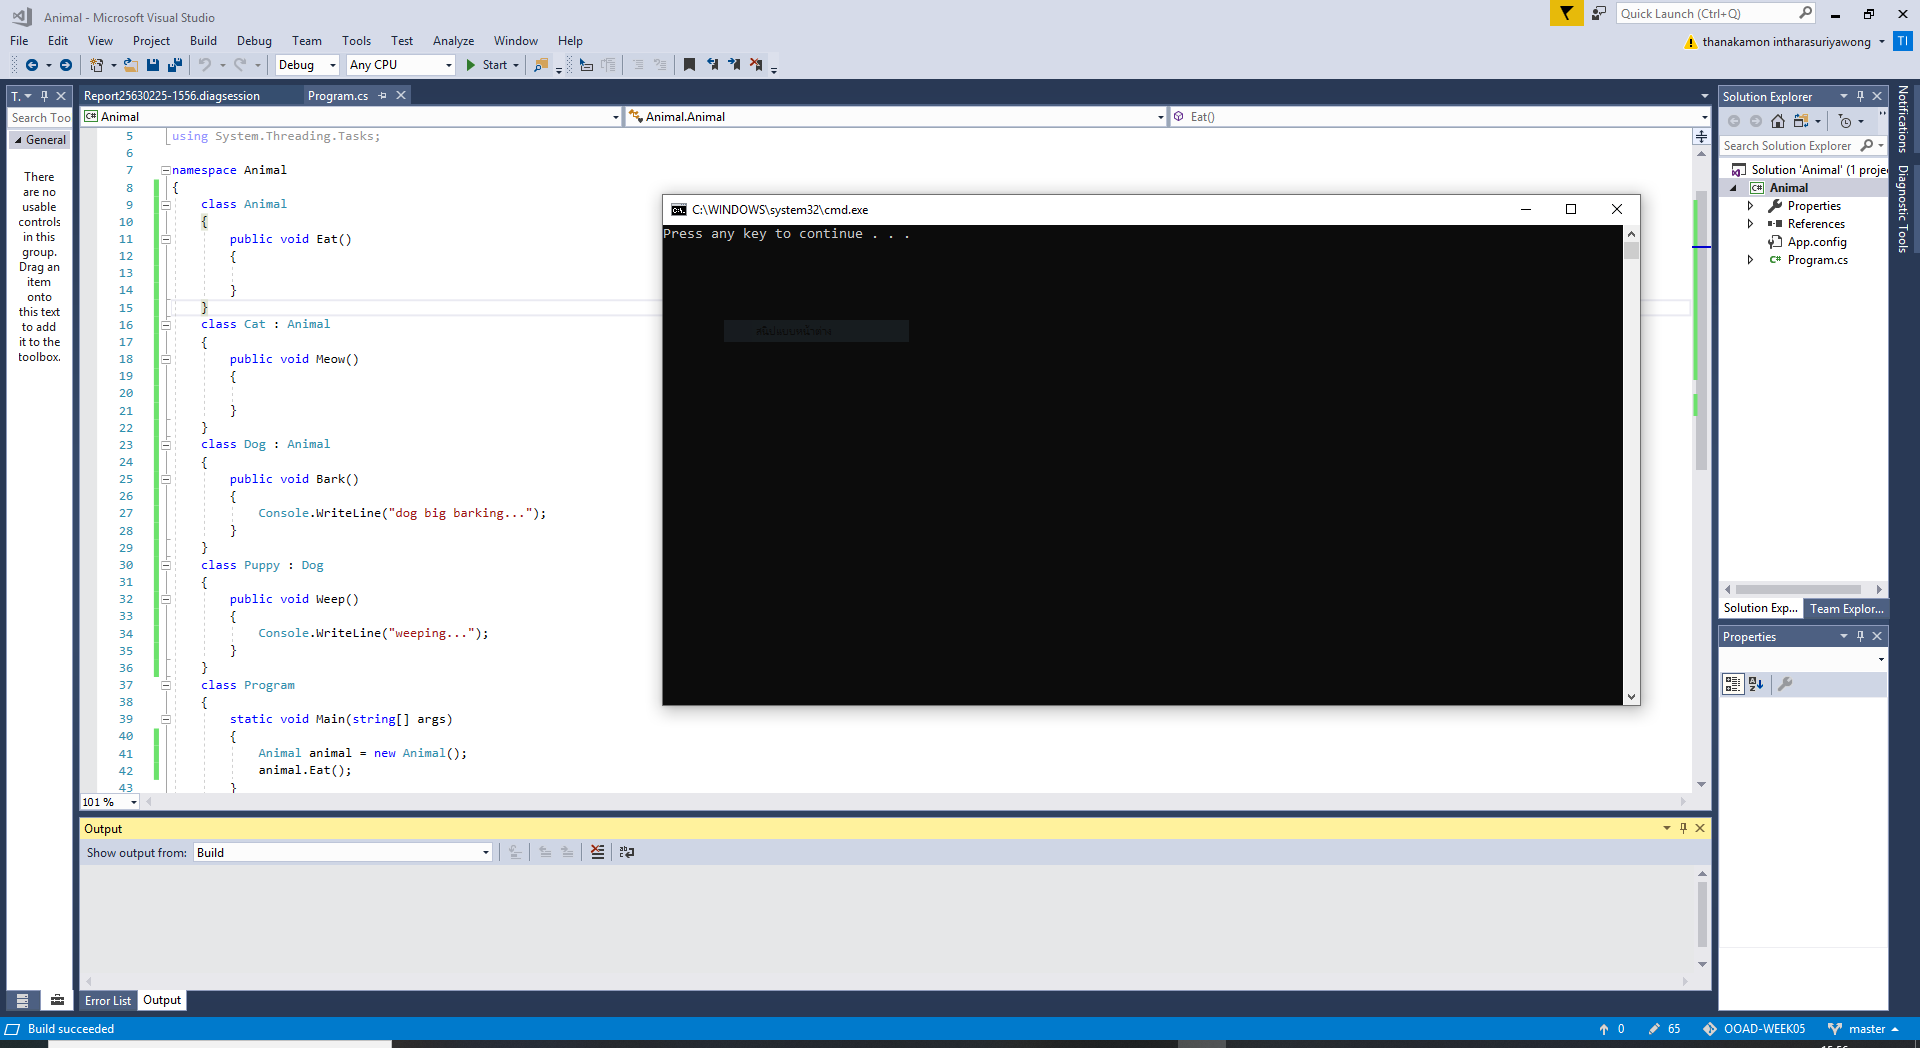 Animal - Microsoft Visual Studio
Quick Launch (Ctrl+Q)
File Edit View Project Build Debug Team Tools Test Analyze Window Help
thanakamon intharasuriyawong TI
Debug Any CPU Start
T.
Report25630225-1556.diagsession Program.cs
Search Too
General
There
are no
usable
controls
in this
group.
Drag an
item
onto
this text
to add
it to the
toolbox.
Animal Animal.Animal Eat()
5 using System.Threading.Tasks;
6
7 namespace Animal
8 {
9 class Animal
10 {
11 public void Eat()
12 {
13
14 }
15 }
16 class Cat : Animal
17 {
18 public void Meow()
19 {
20
21 }
22 }
23 class Dog : Animal
24 {
25 public void Bark()
26 {
27 Console.WriteLine("dog big barking...");
28 }
29 }
30 class Puppy : Dog
31 {
32 public void Weep()
33 {
34 Console.WriteLine("weeping...");
35 }
36 }
37 class Program
38 {
39 static void Main(string[] args)
40 {
41 Animal animal = new Animal();
42 animal.Eat();
43 }
101 %
C:\WINDOWS\system32\cmd.exe
Press any key to continue . . .
Solution Explorer
Search Solution Explorer
Solution 'Animal' (1 projec
C# Animal
Properties
References
App.config
C# Program.cs
Solution Exp... Team Explor...
Properties
Notifications
Diagnostic Tools
Output
Show output from: Build
Error List Output
Build succeeded
0 65 OOAD-WEEK05 master